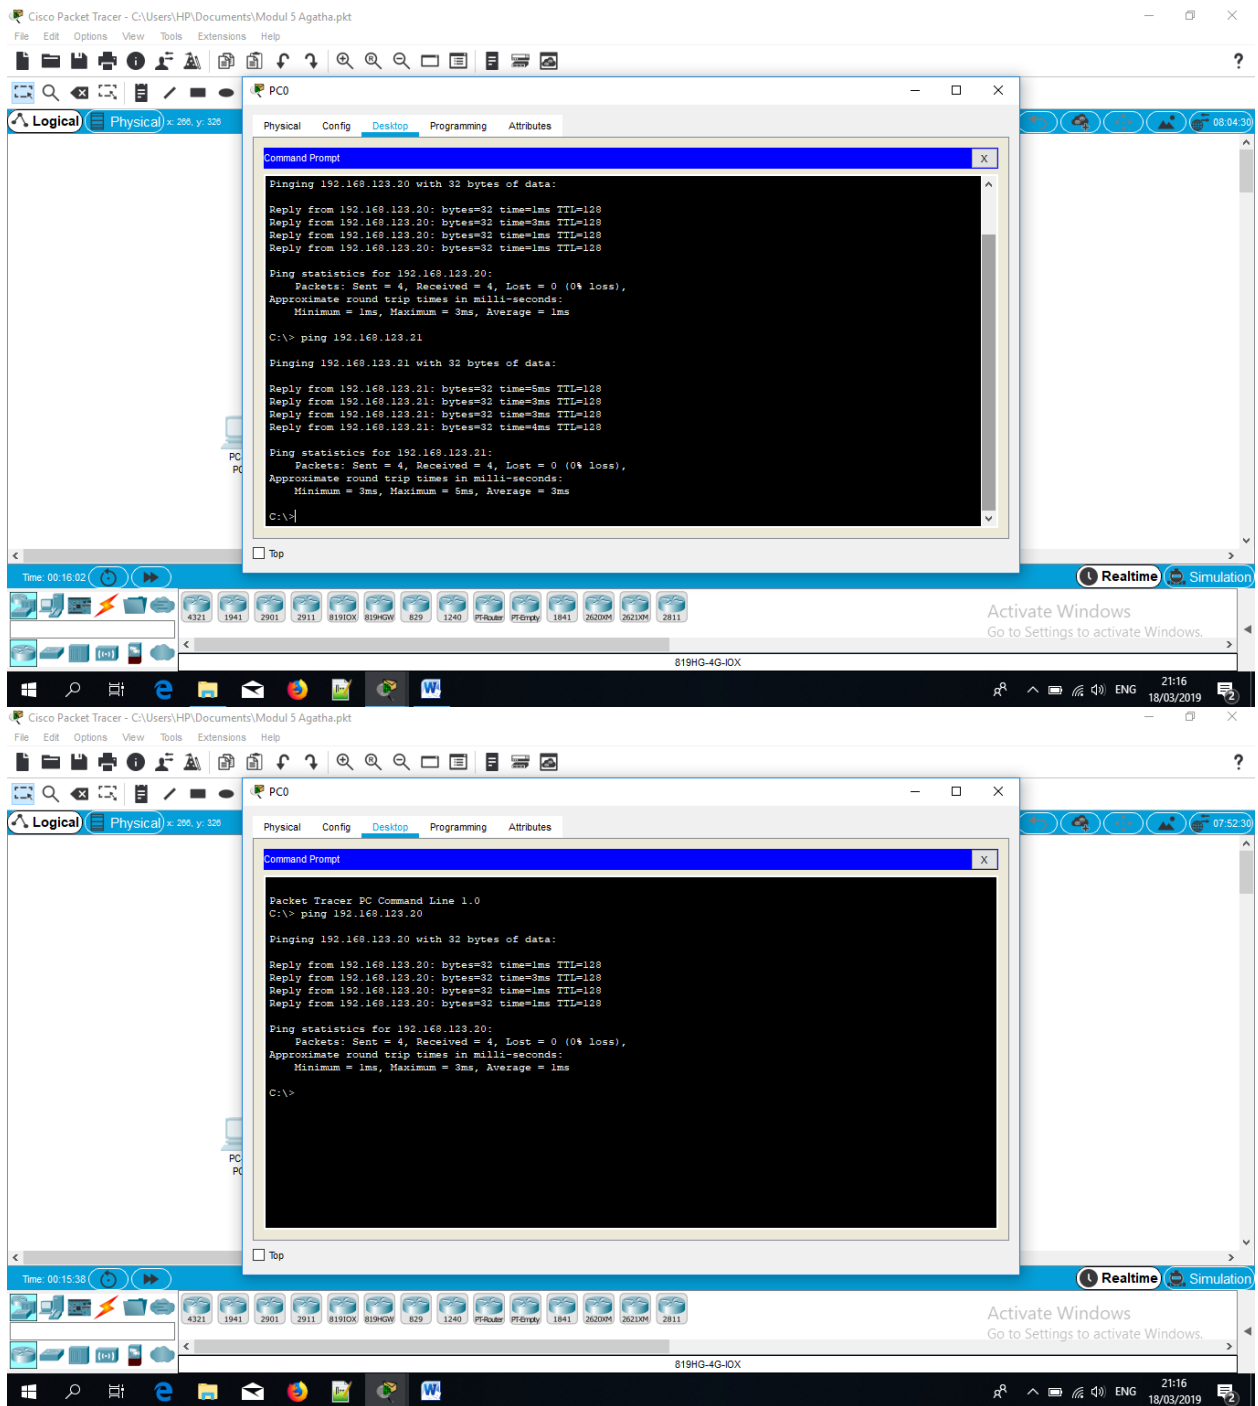 Cisco Packet Tracer - C:\Users\HP\Documents\Modul 5 Agatha.pkt
File Edit Options View Tools Extensions Help
?
PC0
Logical Physical x: 266, y: 326
08:04:30
Physical Config Desktop Programming Attributes
Command Prompt X
Pinging 192.168.123.20 with 32 bytes of data:
Reply from 192.168.123.20: bytes=32 time=1ms TTL=128
Reply from 192.168.123.20: bytes=32 time=3ms TTL=128
Reply from 192.168.123.20: bytes=32 time=1ms TTL=128
Reply from 192.168.123.20: bytes=32 time=1ms TTL=128
Ping statistics for 192.168.123.20:
Packets: Sent = 4, Received = 4, Lost = 0 (0% loss),
Approximate round trip times in milli-seconds:
Minimum = 1ms, Maximum = 3ms, Average = 1ms
C:\> ping 192.168.123.21
Pinging 192.168.123.21 with 32 bytes of data:
Reply from 192.168.123.21: bytes=32 time=5ms TTL=128
Reply from 192.168.123.21: bytes=32 time=3ms TTL=128
Reply from 192.168.123.21: bytes=32 time=3ms TTL=128
Reply from 192.168.123.21: bytes=32 time=4ms TTL=128
Ping statistics for 192.168.123.21:
Packets: Sent = 4, Received = 4, Lost = 0 (0% loss),
Approximate round trip times in milli-seconds:
Minimum = 3ms, Maximum = 5ms, Average = 3ms
C:\>
PC
PC
Top
Time: 00:16:02
Realtime Simulation
4321 1941 2901 2911 819IOX 819HGW 829 1240 PT-Router PT-Empty 1841 2620XM 2621XM 2811
Activate Windows
Go to Settings to activate Windows.
819HG-4G-IOX
ENG 21:16
18/03/2019
2
Cisco Packet Tracer - C:\Users\HP\Documents\Modul 5 Agatha.pkt
File Edit Options View Tools Extensions Help
?
PC0
Logical Physical x: 266, y: 326
07:52:30
Physical Config Desktop Programming Attributes
Command Prompt X
Packet Tracer PC Command Line 1.0
C:\> ping 192.168.123.20
Pinging 192.168.123.20 with 32 bytes of data:
Reply from 192.168.123.20: bytes=32 time=1ms TTL=128
Reply from 192.168.123.20: bytes=32 time=3ms TTL=128
Reply from 192.168.123.20: bytes=32 time=1ms TTL=128
Reply from 192.168.123.20: bytes=32 time=1ms TTL=128
Ping statistics for 192.168.123.20:
Packets: Sent = 4, Received = 4, Lost = 0 (0% loss),
Approximate round trip times in milli-seconds:
Minimum = 1ms, Maximum = 3ms, Average = 1ms
C:\>
PC
PC
Top
Time: 00:15:38
Realtime Simulation
4321 1941 2901 2911 819IOX 819HGW 829 1240 PT-Router PT-Empty 1841 2620XM 2621XM 2811
Activate Windows
Go to Settings to activate Windows.
819HG-4G-IOX
ENG 21:16
18/03/2019
2